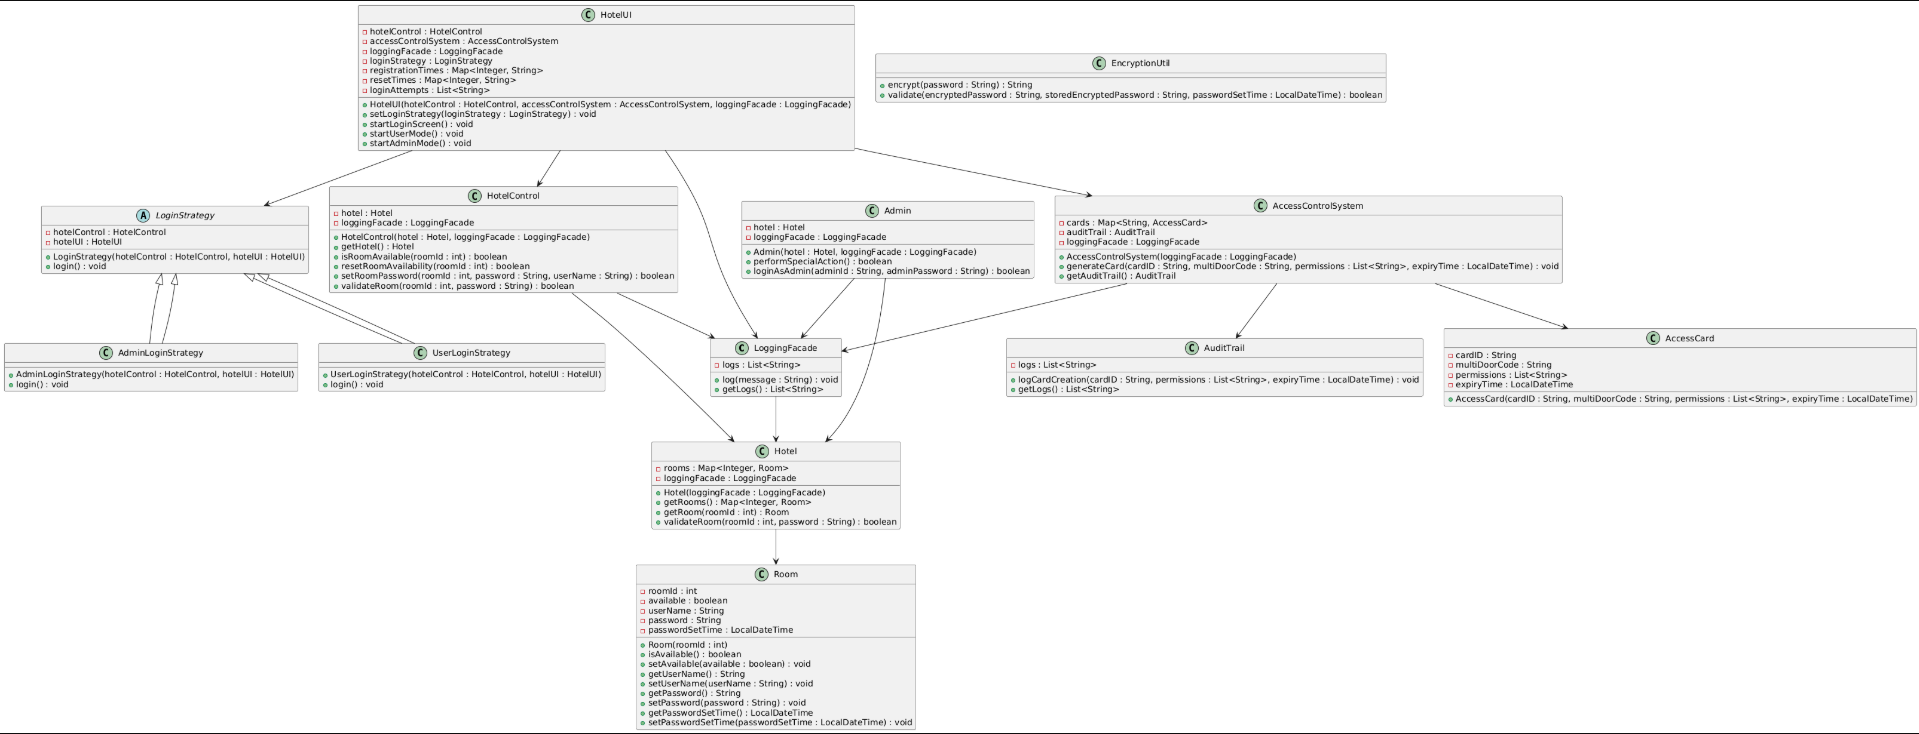 C HotelUI
hotelControl : HotelControl
accessControlSystem : AccessControlSystem
loggingFacade : LoggingFacade
loginStrategy : LoginStrategy
registrationTimes : Map<Integer, String>
resetTimes : Map<Integer, String>
loginAttempts : List<String>
HotelUI(hotelControl : HotelControl, accessControlSystem : AccessControlSystem, loggingFacade : LoggingFacade)
setLoginStrategy(loginStrategy : LoginStrategy) : void
startLoginScreen() : void
startUserMode() : void
startAdminMode() : void
C EncryptionUtil
encrypt(password : String) : String
validate(encryptedPassword : String, storedEncryptedPassword : String, passwordSetTime : LocalDateTime) : boolean
A LoginStrategy
hotelControl : HotelControl
hotelUI : HotelUI
LoginStrategy(hotelControl : HotelControl, hotelUI : HotelUI)
login() : void
C HotelControl
hotel : Hotel
loggingFacade : LoggingFacade
HotelControl(hotel : Hotel, loggingFacade : LoggingFacade)
getHotel() : Hotel
isRoomAvailable(roomId : int) : boolean
resetRoomAvailability(roomId : int) : boolean
setRoomPassword(roomId : int, password : String, userName : String) : boolean
validateRoom(roomId : int, password : String) : boolean
C Admin
hotel : Hotel
loggingFacade : LoggingFacade
Admin(hotel : Hotel, loggingFacade : LoggingFacade)
performSpecialAction() : boolean
loginAsAdmin(adminId : String, adminPassword : String) : boolean
C AccessControlSystem
cards : Map<String, AccessCard>
auditTrail : AuditTrail
loggingFacade : LoggingFacade
AccessControlSystem(loggingFacade : LoggingFacade)
generateCard(cardID : String, multiDoorCode : String, permissions : List<String>, expiryTime : LocalDateTime) : void
getAuditTrail() : AuditTrail
C AdminLoginStrategy
AdminLoginStrategy(hotelControl : HotelControl, hotelUI : HotelUI)
login() : void
C UserLoginStrategy
UserLoginStrategy(hotelControl : HotelControl, hotelUI : HotelUI)
login() : void
C LoggingFacade
logs : List<String>
log(message : String) : void
getLogs() : List<String>
C AuditTrail
logs : List<String>
logCardCreation(cardID : String, permissions : List<String>, expiryTime : LocalDateTime) : void
getLogs() : List<String>
C AccessCard
cardID : String
multiDoorCode : String
permissions : List<String>
expiryTime : LocalDateTime
AccessCard(cardID : String, multiDoorCode : String, permissions : List<String>, expiryTime : LocalDateTime)
C Hotel
rooms : Map<Integer, Room>
loggingFacade : LoggingFacade
Hotel(loggingFacade : LoggingFacade)
getRooms() : Map<Integer, Room>
getRoom(roomId : int) : Room
validateRoom(roomId : int, password : String) : boolean
C Room
roomId : int
available : boolean
userName : String
password : String
passwordSetTime : LocalDateTime
Room(roomId : int)
isAvailable() : boolean
setAvailable(available : boolean) : void
getUserName() : String
setUserName(userName : String) : void
getPassword() : String
setPassword(password : String) : void
getPasswordSetTime() : LocalDateTime
setPasswordSetTime(passwordSetTime : LocalDateTime) : void